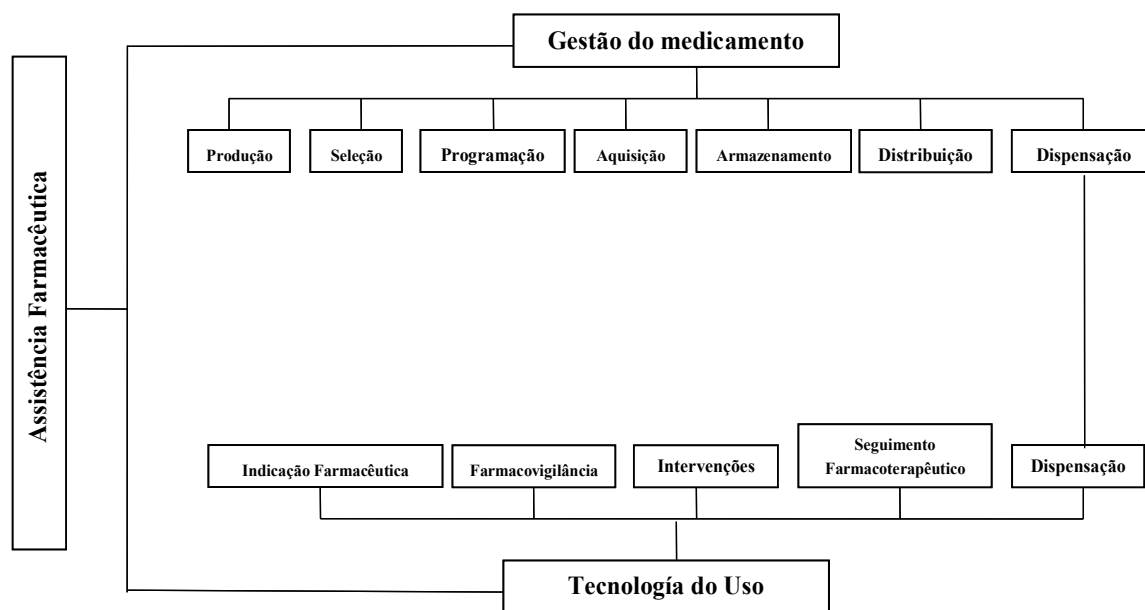 Gestão do medicamento
Assistência Farmacêutica
Produção
Seleção
Programação
Aquisição
Armazenamento
Distribuição
Dispensação
Indicação Farmacêutica
Farmacovigilância
Intervenções
Seguimento
Farmacoterapêutico
Dispensação
Tecnología do Uso